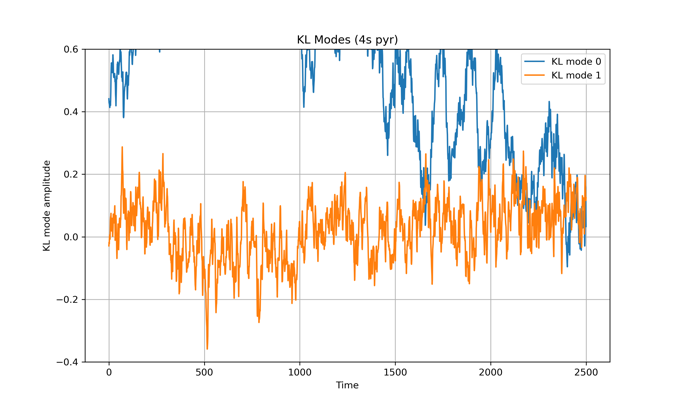 KL Modes (4s pyr)
KL mode 0
KL mode 1
0.6
0.4
0.2
0.0
−0.2
−0.4
KL mode amplitude
0
500
1000
1500
2000
2500
Time